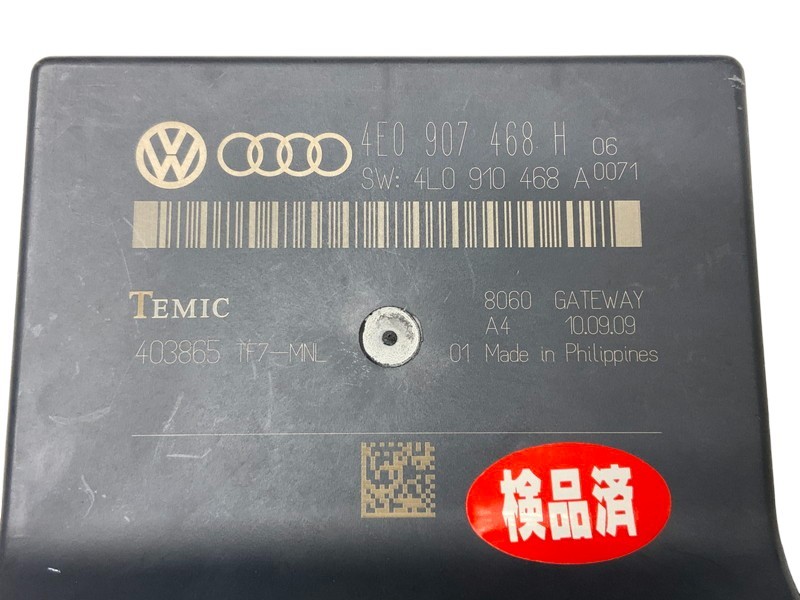 4E0 907 468 H 06
SW: 4L0 910 468 A 0071
TEMIC
8060 GATEWAY
A4 10.09.09
403865 TF7-MNL 01 Made in Philippines
検品済